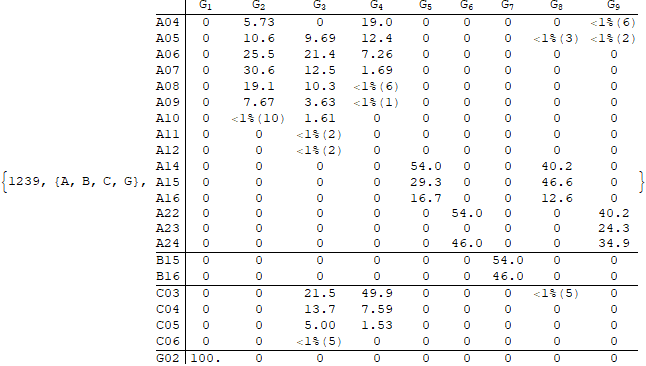 G1 G2 G3 G4 G5 G6 G7 G8 G9
A04 0 5.73 0 19.0 0 0 0 0 <1%(6)
A05 0 10.6 9.69 12.4 0 0 0 <1%(3) <1%(2)
A06 0 25.5 21.4 7.26 0 0 0 0 0
A07 0 30.6 12.5 1.69 0 0 0 0 0
A08 0 19.1 10.3 <1%(6) 0 0 0 0 0
A09 0 7.67 3.63 <1%(1) 0 0 0 0 0
A10 0 <1%(10) 1.61 0 0 0 0 0 0
A11 0 0 <1%(2) 0 0 0 0 0 0
A12 0 0 <1%(2) 0 0 0 0 0 0
A14 0 0 0 0 54.0 0 0 40.2 0
{1239, {A, B, C, G}, A15 0 0 0 0 29.3 0 0 46.6 0 }
A16 0 0 0 0 16.7 0 0 12.6 0
A22 0 0 0 0 0 54.0 0 0 40.2
A23 0 0 0 0 0 0 0 0 24.3
A24 0 0 0 0 0 46.0 0 0 34.9
B15 0 0 0 0 0 0 54.0 0 0
B16 0 0 0 0 0 0 46.0 0 0
C03 0 0 21.5 49.9 0 0 0 <1%(5) 0
C04 0 0 13.7 7.59 0 0 0 0 0
C05 0 0 5.00 1.53 0 0 0 0 0
C06 0 0 <1%(5) 0 0 0 0 0 0
G02 100. 0 0 0 0 0 0 0 0